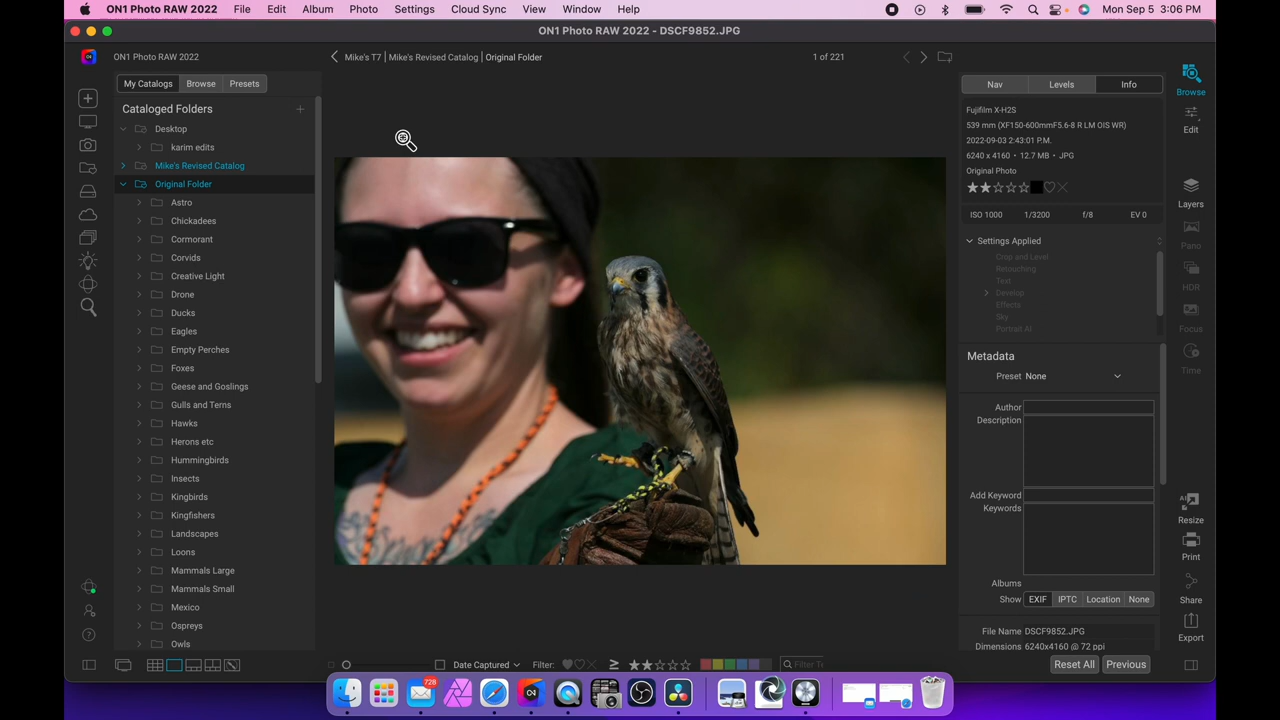 ON1 Photo RAW 2022 File Edit Album Photo Settings Cloud Sync View Window Help Mon Sep 5 3:06 PM
ON1 Photo RAW 2022 - DSCF9852.JPG
ON1 Photo RAW 2022
Mike's T7 | Mike's Revised Catalog | Original Folder
1 of 221
My Catalogs Browse Presets
Cataloged Folders
Desktop
karim edits
Mike's Revised Catalog
Original Folder
Astro
Chickadees
Cormorant
Corvids
Creative Light
Drone
Ducks
Eagles
Empty Perches
Foxes
Geese and Goslings
Gulls and Terns
Hawks
Herons etc
Hummingbirds
Insects
Kingbirds
Kingfishers
Landscapes
Loons
Mammals Large
Mammals Small
Mexico
Ospreys
Owls
Date Captured
Filter:
Filter Te
Nav Levels Info
Fujifilm X-H2S
539 mm (XF150-600mmF5.6-8 R LM OIS WR)
2022-09-03 2:43:01 P.M.
6240 x 4160 • 12.7 MB • JPG
Original Photo
ISO 1000 1/3200 f/8 EV 0
Settings Applied
Crop and Level
Retouching
Text
Develop
Effects
Sky
Portrait AI
Metadata
Preset None
Author
Description
Add Keyword
Keywords
Albums
Show EXIF IPTC Location None
File Name DSCF9852.JPG
Dimensions 6240x4160 @ 72 ppi
Reset All Previous
Browse
Edit
Layers
Pano
HDR
Focus
Time
AI
Resize
Print
Share
Export
728